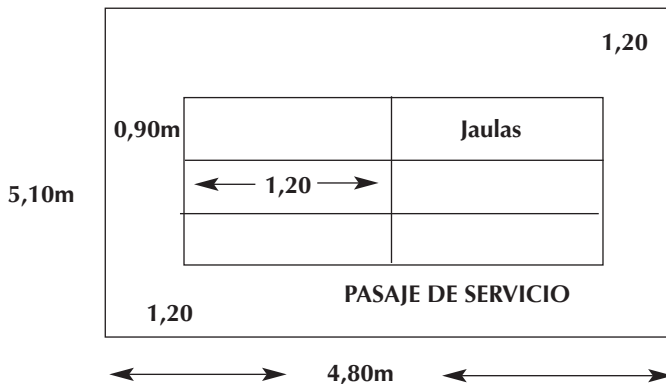 1,20
0,90m
Jaulas
1,20
5,10m
PASAJE DE SERVICIO
1,20
4,80m